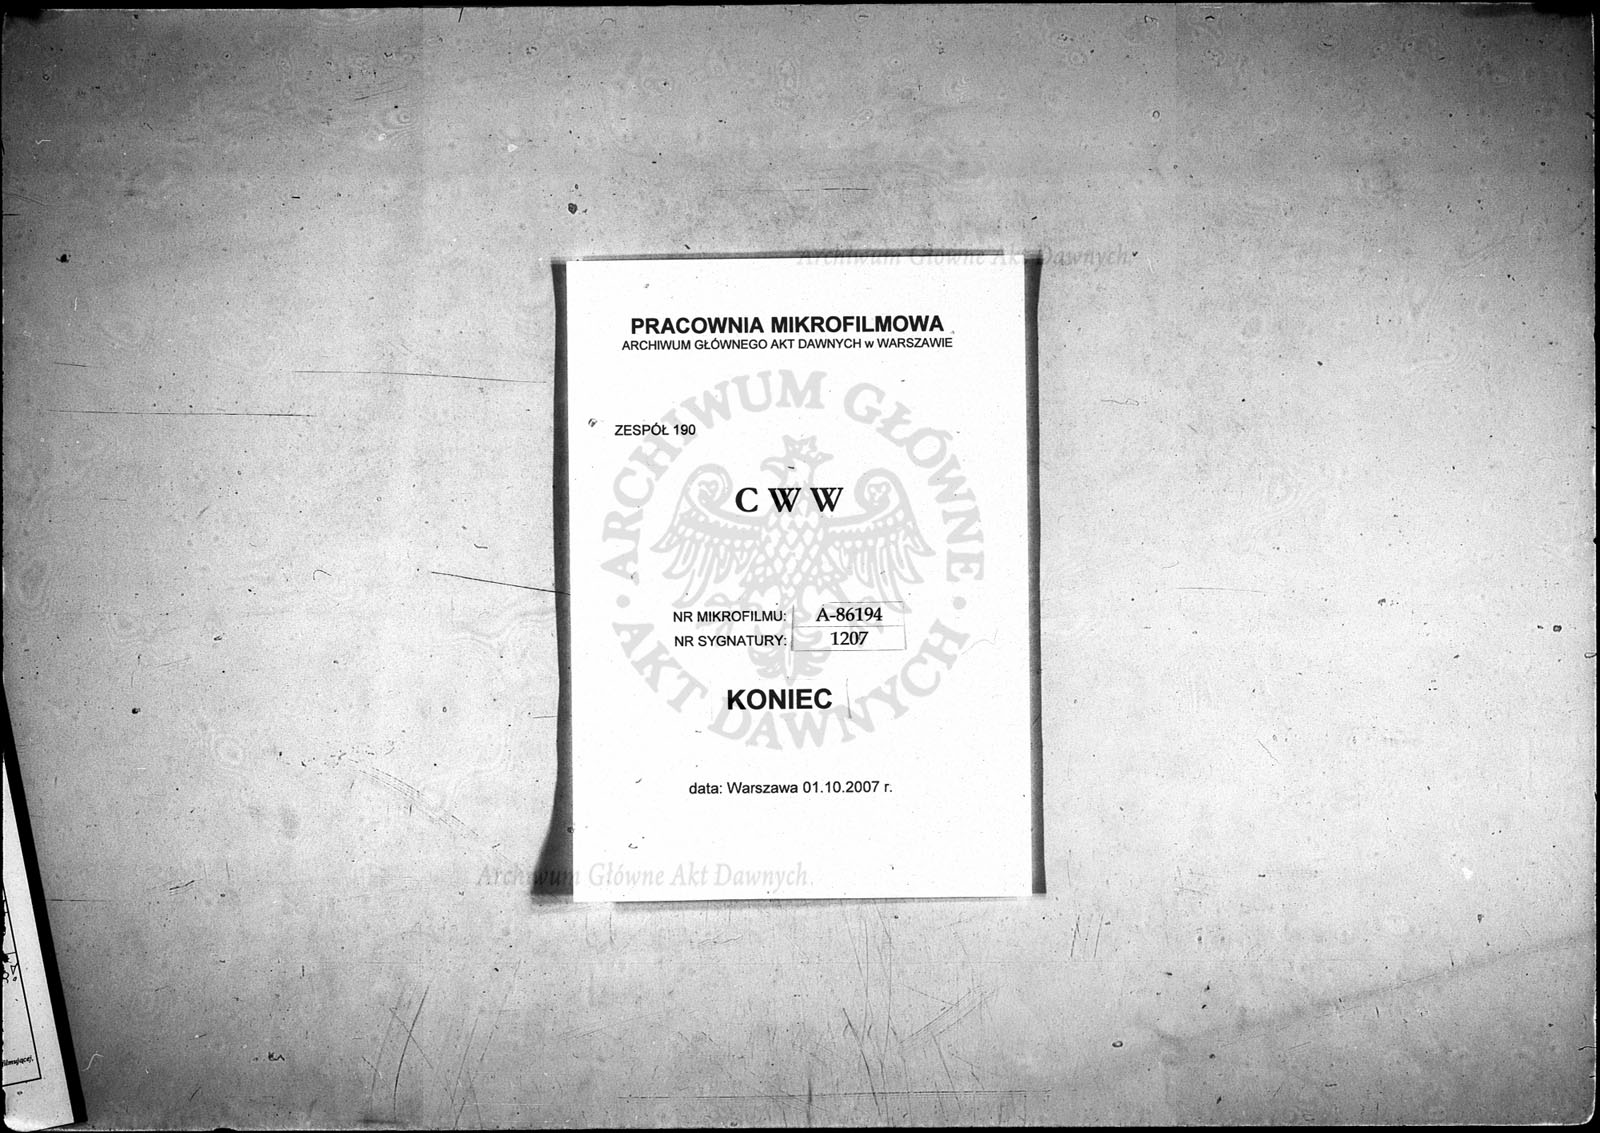 Archiwum Główne Akt Dawnych
PRACOWNIA MIKROFILMOWA
ARCHIWUM GŁÓWNEGO AKT DAWNYCH w WARSZAWIE
ARCHIWUM GŁÓWNE
• AKT DAWNYCH •
ZESPÓŁ 190
C W W
NR MIKROFILMU: A-86194
NR SYGNATURY: 1207
KONIEC
data: Warszawa 01.10.2007 r.
Archiwum Główne Akt Dawnych